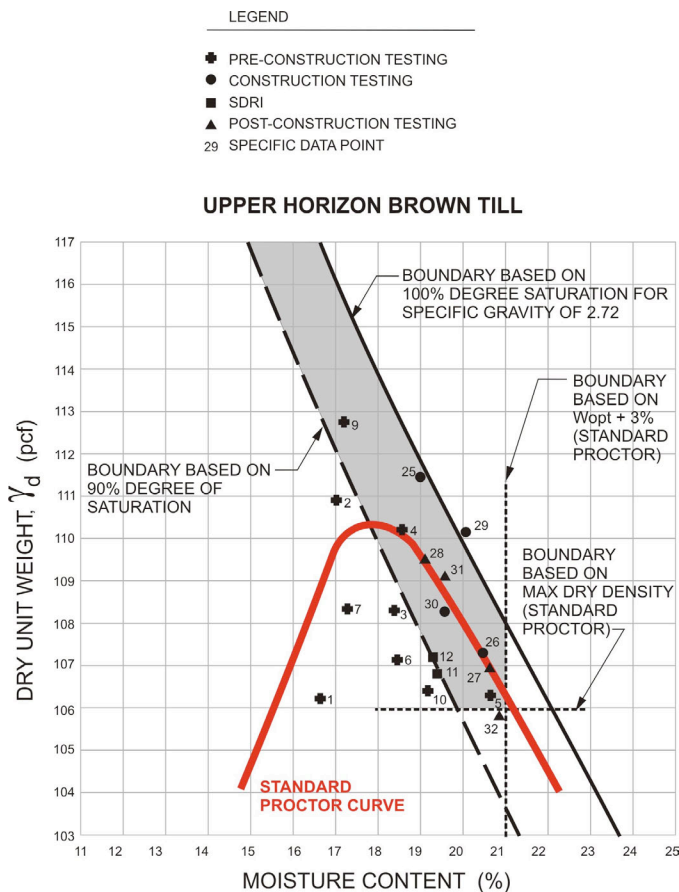 LEGEND
PRE-CONSTRUCTION TESTING
CONSTRUCTION TESTING
SDRI
POST-CONSTRUCTION TESTING
29 SPECIFIC DATA POINT
UPPER HORIZON BROWN TILL
117
116
115
114
113
112
111
110
109
108
107
106
105
104
103
DRY UNIT WEIGHT, γd (pcf)
BOUNDARY BASED ON
100% DEGREE SATURATION FOR
SPECIFIC GRAVITY OF 2.72
BOUNDARY
BASED ON
Wopt + 3%
(STANDARD
PROCTOR)
BOUNDARY BASED ON
90% DEGREE OF
SATURATION
BOUNDARY
BASED ON
MAX DRY DENSITY
(STANDARD
PROCTOR)
9
25
2
29
4
28
31
7
3
30
26
12
6
11
27
10
5
1
32
STANDARD
PROCTOR CURVE
11 12 13 14 15 16 17 18 19 20 21 22 23 24 25
MOISTURE CONTENT (%)